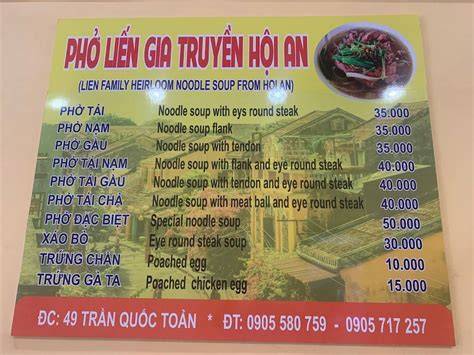 PHỞ LIẾN GIA TRUYỀN HỘI AN
(LIEN FAMILY HEIRLOOM NOODLE SOUP FROM HOI AN)
PHỞ TÁI Noodle soup with eys round steak 35.000
PHỞ NẠM Noodle soup flank 35.000
PHỞ GẦU Noodle soup with tendon 35.000
PHỞ TÁI NẠM Noodle soup with flank and eye round steak 40.000
PHỞ TÁI GẦU Noodle soup with tendon and eye round steak 40.000
PHỞ TÁI CHẢ Noodle soup with meat ball and eye round steak 40.000
PHỞ ĐẶC BIỆT Special noodle soup 50.000
XÁO BÒ Eye round steak soup 30.000
TRỨNG CHẦN Poached egg 10.000
TRỨNG GÀ TA Poached chicken egg 15.000
ĐC: 49 TRẦN QUỐC TOẢN * ĐT: 0905 580 759 - 0905 717 257